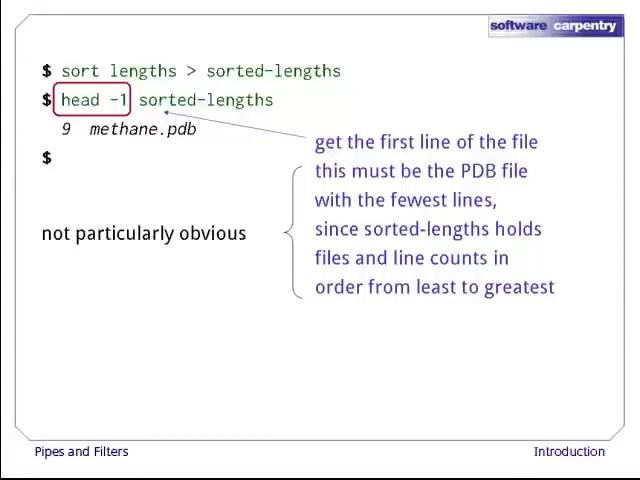 software carpentry
$ sort lengths > sorted-lengths
$ head -1 sorted-lengths
9 methane.pdb
$
get the first line of the file
this must be the PDB file
with the fewest lines,
since sorted-lengths holds
files and line counts in
order from least to greatest
not particularly obvious
Pipes and Filters
Introduction